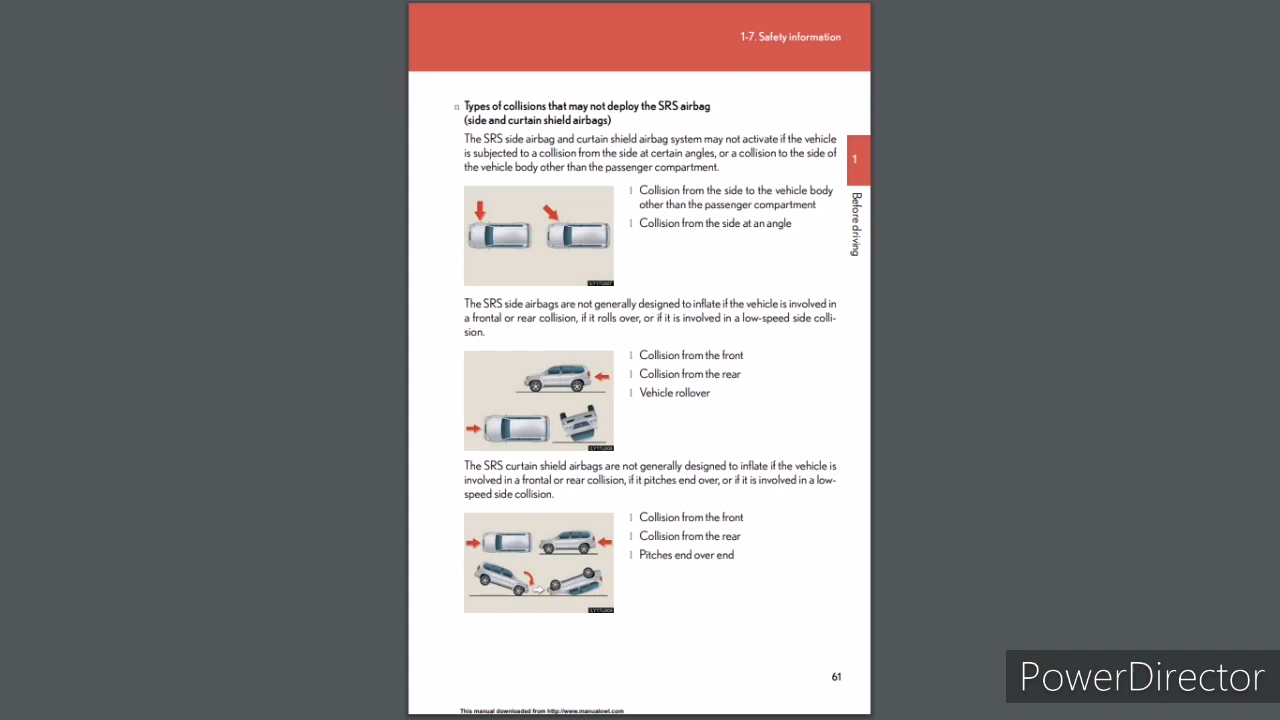 1-7. Safety information
n Types of collisions that may not deploy the SRS airbag
(side and curtain shield airbags)
The SRS side airbag and curtain shield airbag system may not activate if the vehicle
is subjected to a collision from the side at certain angles, or a collision to the side of
the vehicle body other than the passenger compartment.
1
Before driving
l Collision from the side to the vehicle body
other than the passenger compartment
l Collision from the side at an angle
The SRS side airbags are not generally designed to inflate if the vehicle is involved in
a frontal or rear collision, if it rolls over, or if it is involved in a low-speed side colli-
sion.
l Collision from the front
l Collision from the rear
l Vehicle rollover
The SRS curtain shield airbags are not generally designed to inflate if the vehicle is
involved in a frontal or rear collision, if it pitches end over, or if it is involved in a low-
speed side collision.
l Collision from the front
l Collision from the rear
l Pitches end over end
61
This manual downloaded from http://www.manualowl.com
PowerDirector